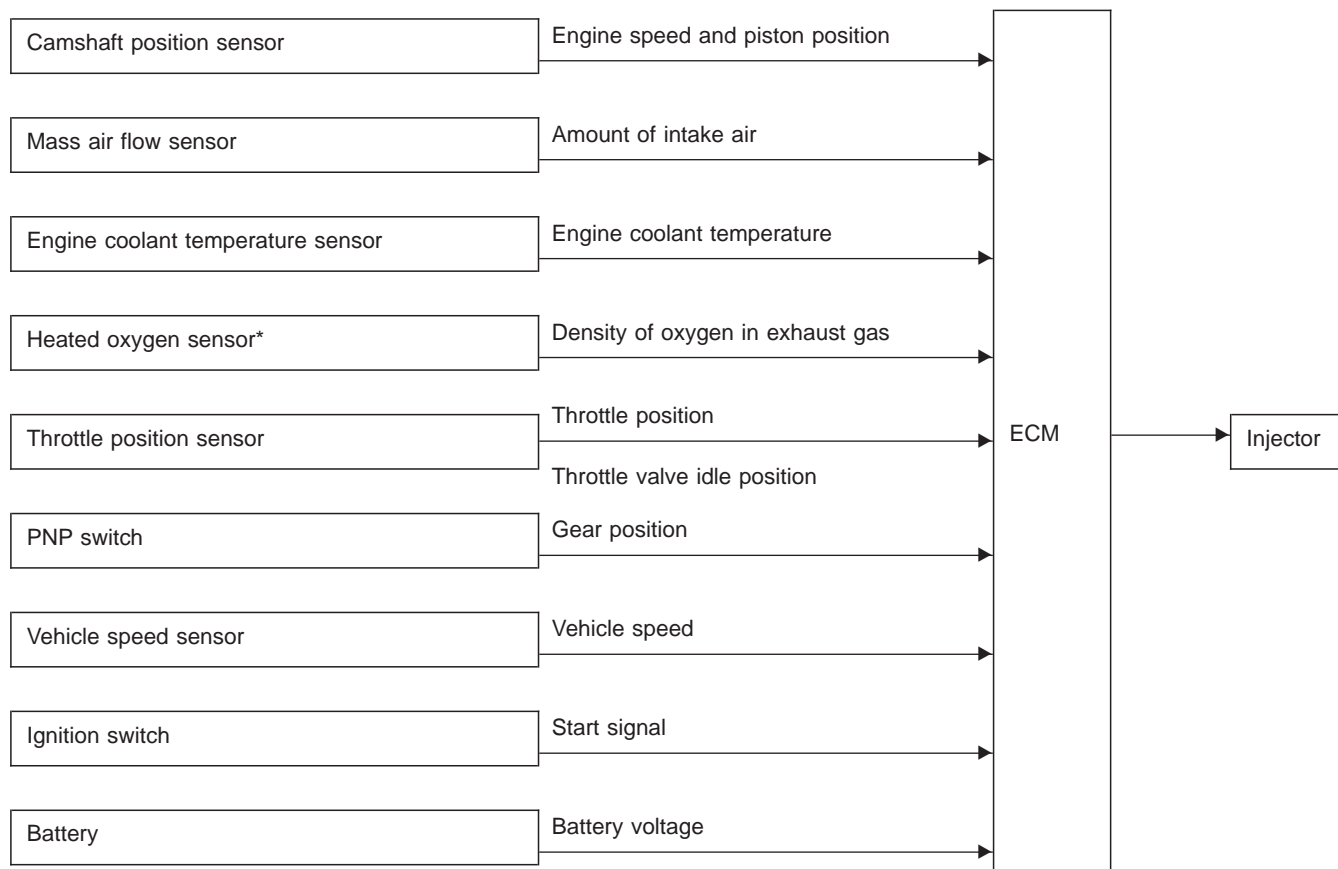 Camshaft position sensor
Engine speed and piston position
Mass air flow sensor
Amount of intake air
Engine coolant temperature sensor
Engine coolant temperature
Heated oxygen sensor*
Density of oxygen in exhaust gas
Throttle position sensor
Throttle position
Throttle valve idle position
PNP switch
Gear position
Vehicle speed sensor
Vehicle speed
Ignition switch
Start signal
Battery
Battery voltage
ECM
Injector